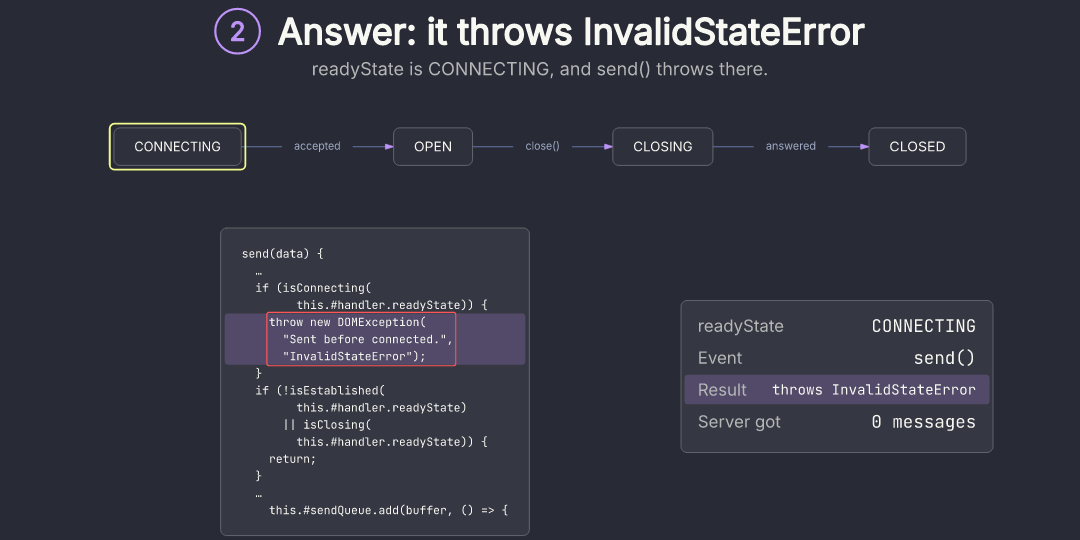 2 Answer: it throws InvalidStateError
readyState is CONNECTING, and send() throws there.
CONNECTING accepted OPEN close() CLOSING answered CLOSED
send(data) {
…
if (isConnecting(
this.#handler.readyState)) {
throw new DOMException(
"Sent before connected.",
"InvalidStateError");
}
if (!isEstablished(
this.#handler.readyState)
|| isClosing(
this.#handler.readyState)) {
return;
}
…
this.#sendQueue.add(buffer, () => {
readyState CONNECTING
Event send()
Result throws InvalidStateError
Server got 0 messages